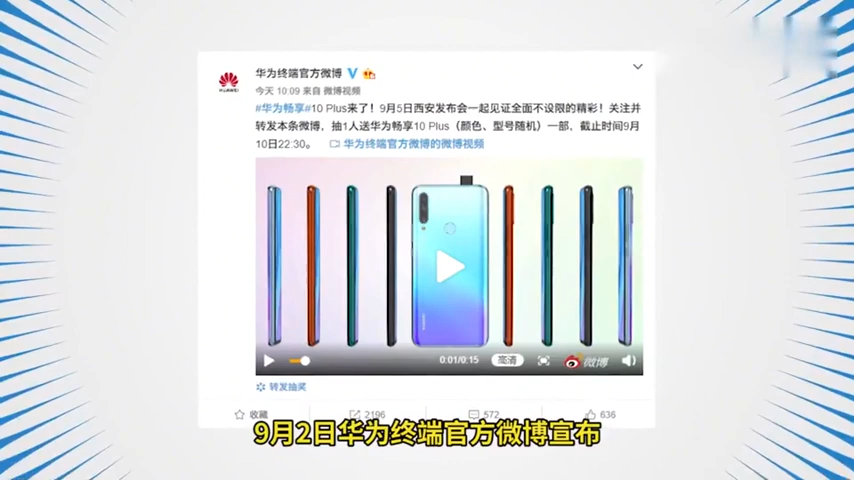 华为终端官方微博
HUAWEI
今天 10:09 来自 微博视频
#华为畅享#10 Plus来了！9月5日西安发布会一起见证全面不设限的精彩！关注并
转发本条微博，抽1人送华为畅享10 Plus（颜色、型号随机）一部，截止时间9月
10日22:30。 华为终端官方微博的微博视频
HUAWEI
0:01/0:15 高清 微博
转发抽奖
收藏 2196 572 636
9月2日华为终端官方微博宣布